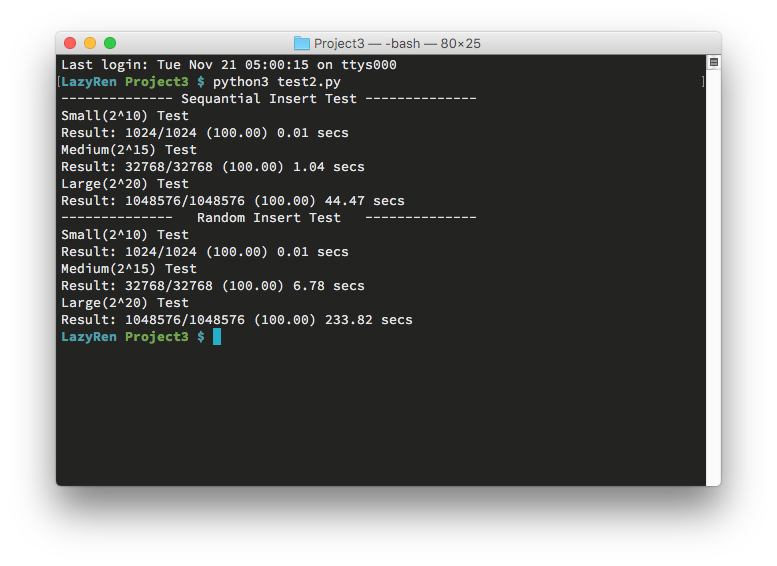 Project3 — -bash — 80×25
Last login: Tue Nov 21 05:00:15 on ttys000
[LazyRen Project3 $ python3 test2.py ]
-------------- Sequantial Insert Test --------------
Small(2^10) Test
Result: 1024/1024 (100.00) 0.01 secs
Medium(2^15) Test
Result: 32768/32768 (100.00) 1.04 secs
Large(2^20) Test
Result: 1048576/1048576 (100.00) 44.47 secs
--------------   Random Insert Test   --------------
Small(2^10) Test
Result: 1024/1024 (100.00) 0.01 secs
Medium(2^15) Test
Result: 32768/32768 (100.00) 6.78 secs
Large(2^20) Test
Result: 1048576/1048576 (100.00) 233.82 secs
LazyRen Project3 $